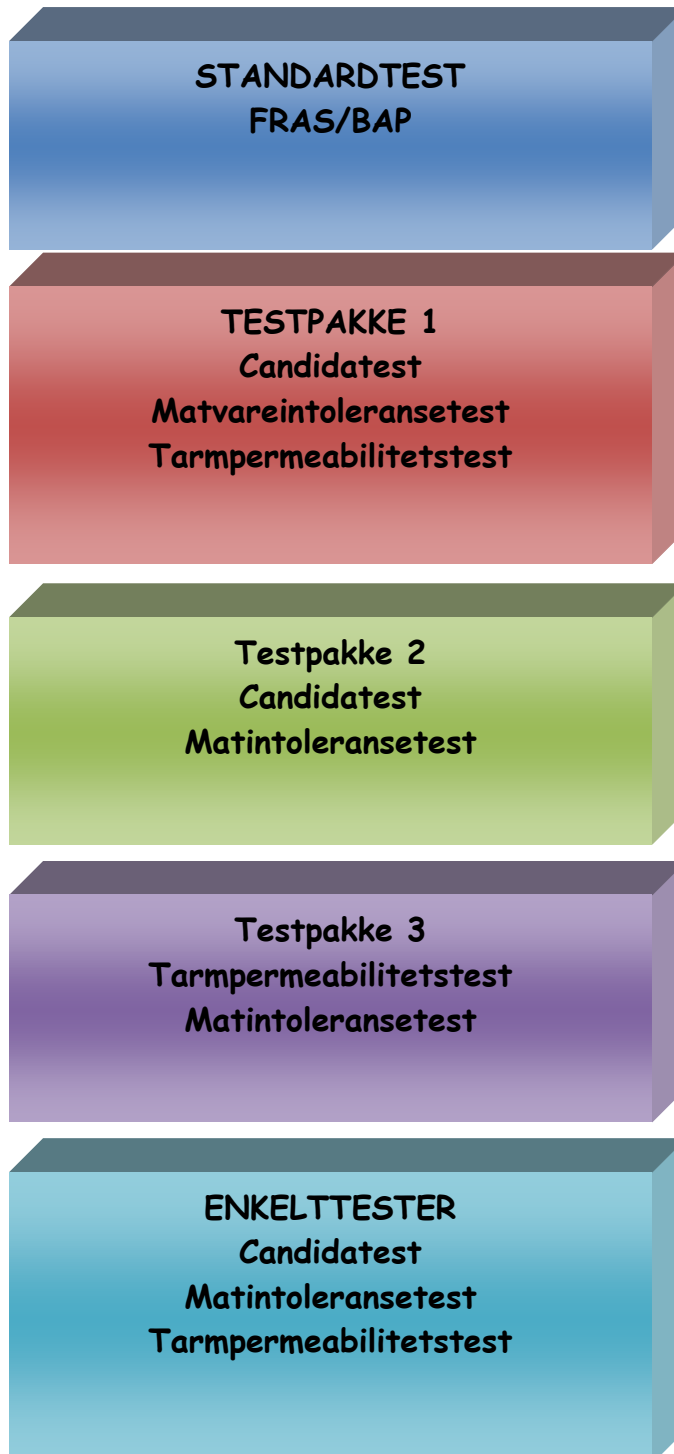 STANDARDTEST
FRAS/BAP
TESTPAKKE 1
Candidatest
Matvareintoleransetest
Tarmpermeabilitetstest
Testpakke 2
Candidatest
Matintoleransetest
Testpakke 3
Tarmpermeabilitetstest
Matintoleransetest
ENKELTTESTER
Candidatest
Matintoleransetest
Tarmpermeabilitetstest